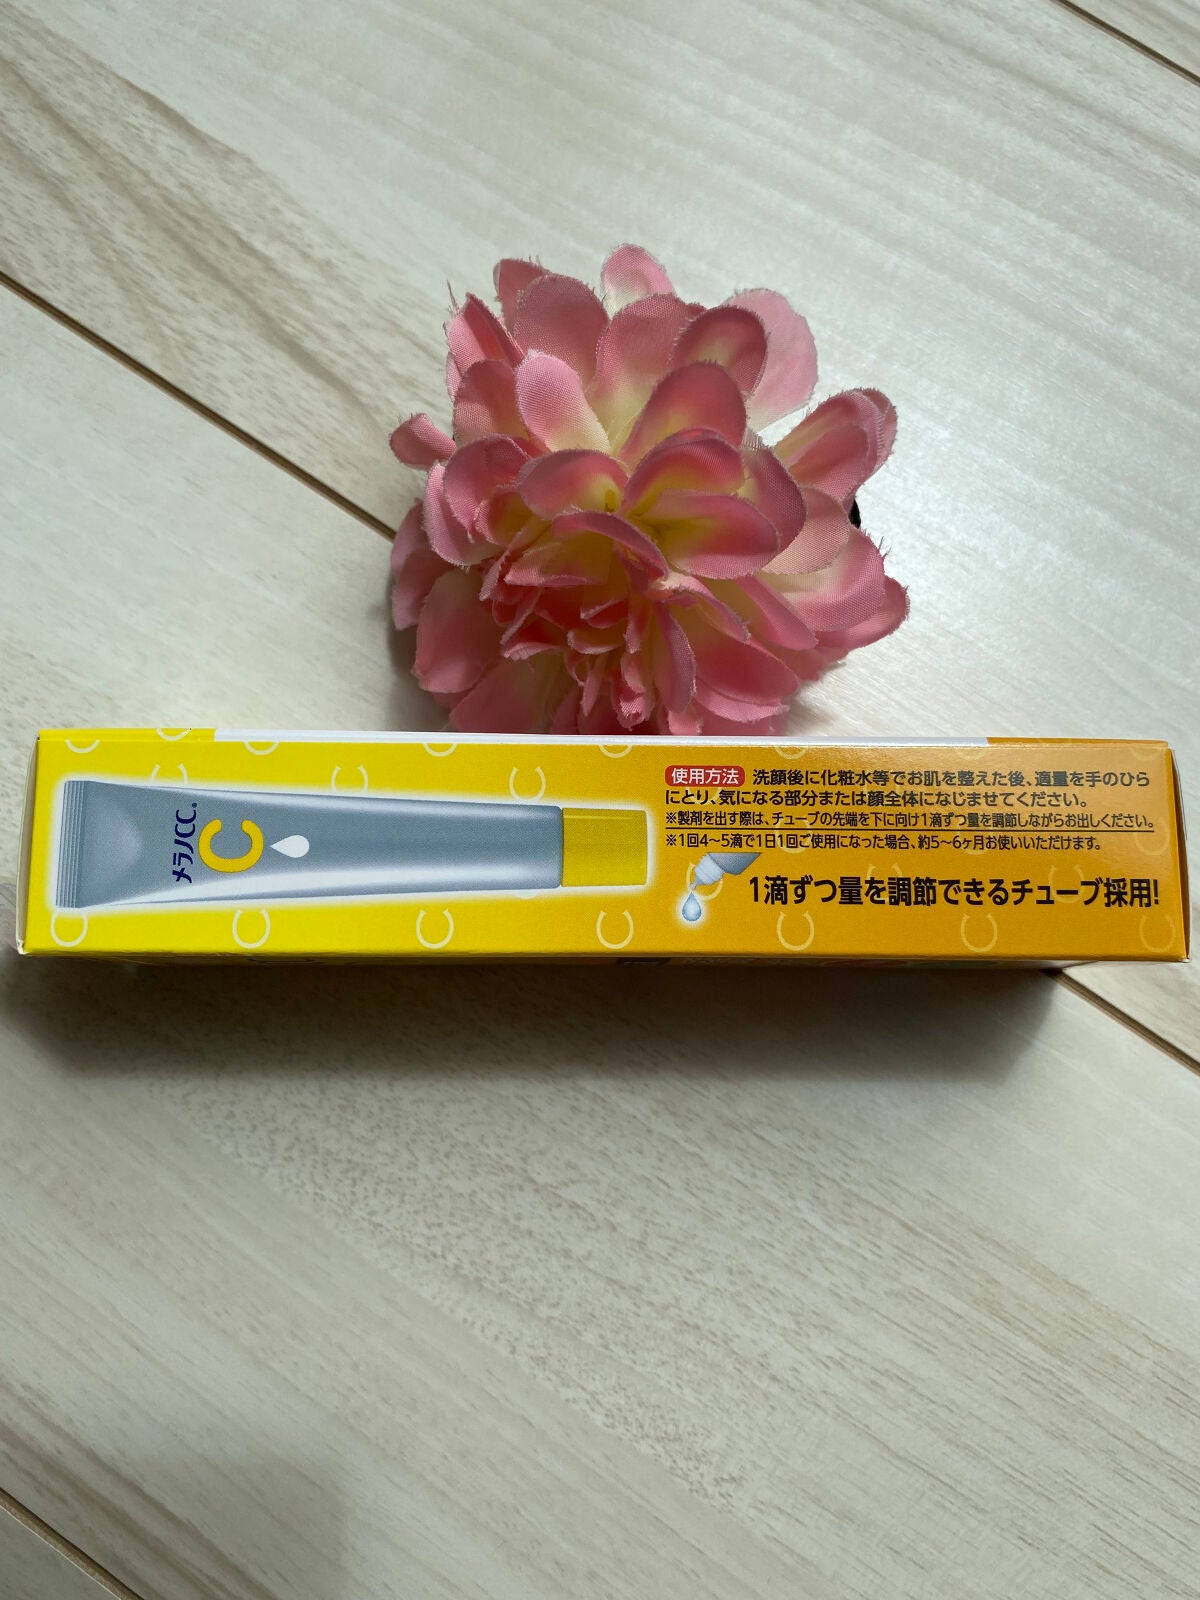 メラノCC®
C
使用方法 洗顔後に化粧水等でお肌を整えた後、適量を手のひら
にとり、気になる部分または顔全体になじませてください。
※製剤を出す際は、チューブの先端を下に向け1滴ずつ量を調節しながらお出しください。
※1回4〜5滴で1日1回ご使用になった場合、約5〜6ヶ月お使いいただけます。
1滴ずつ量を調節できるチューブ採用!